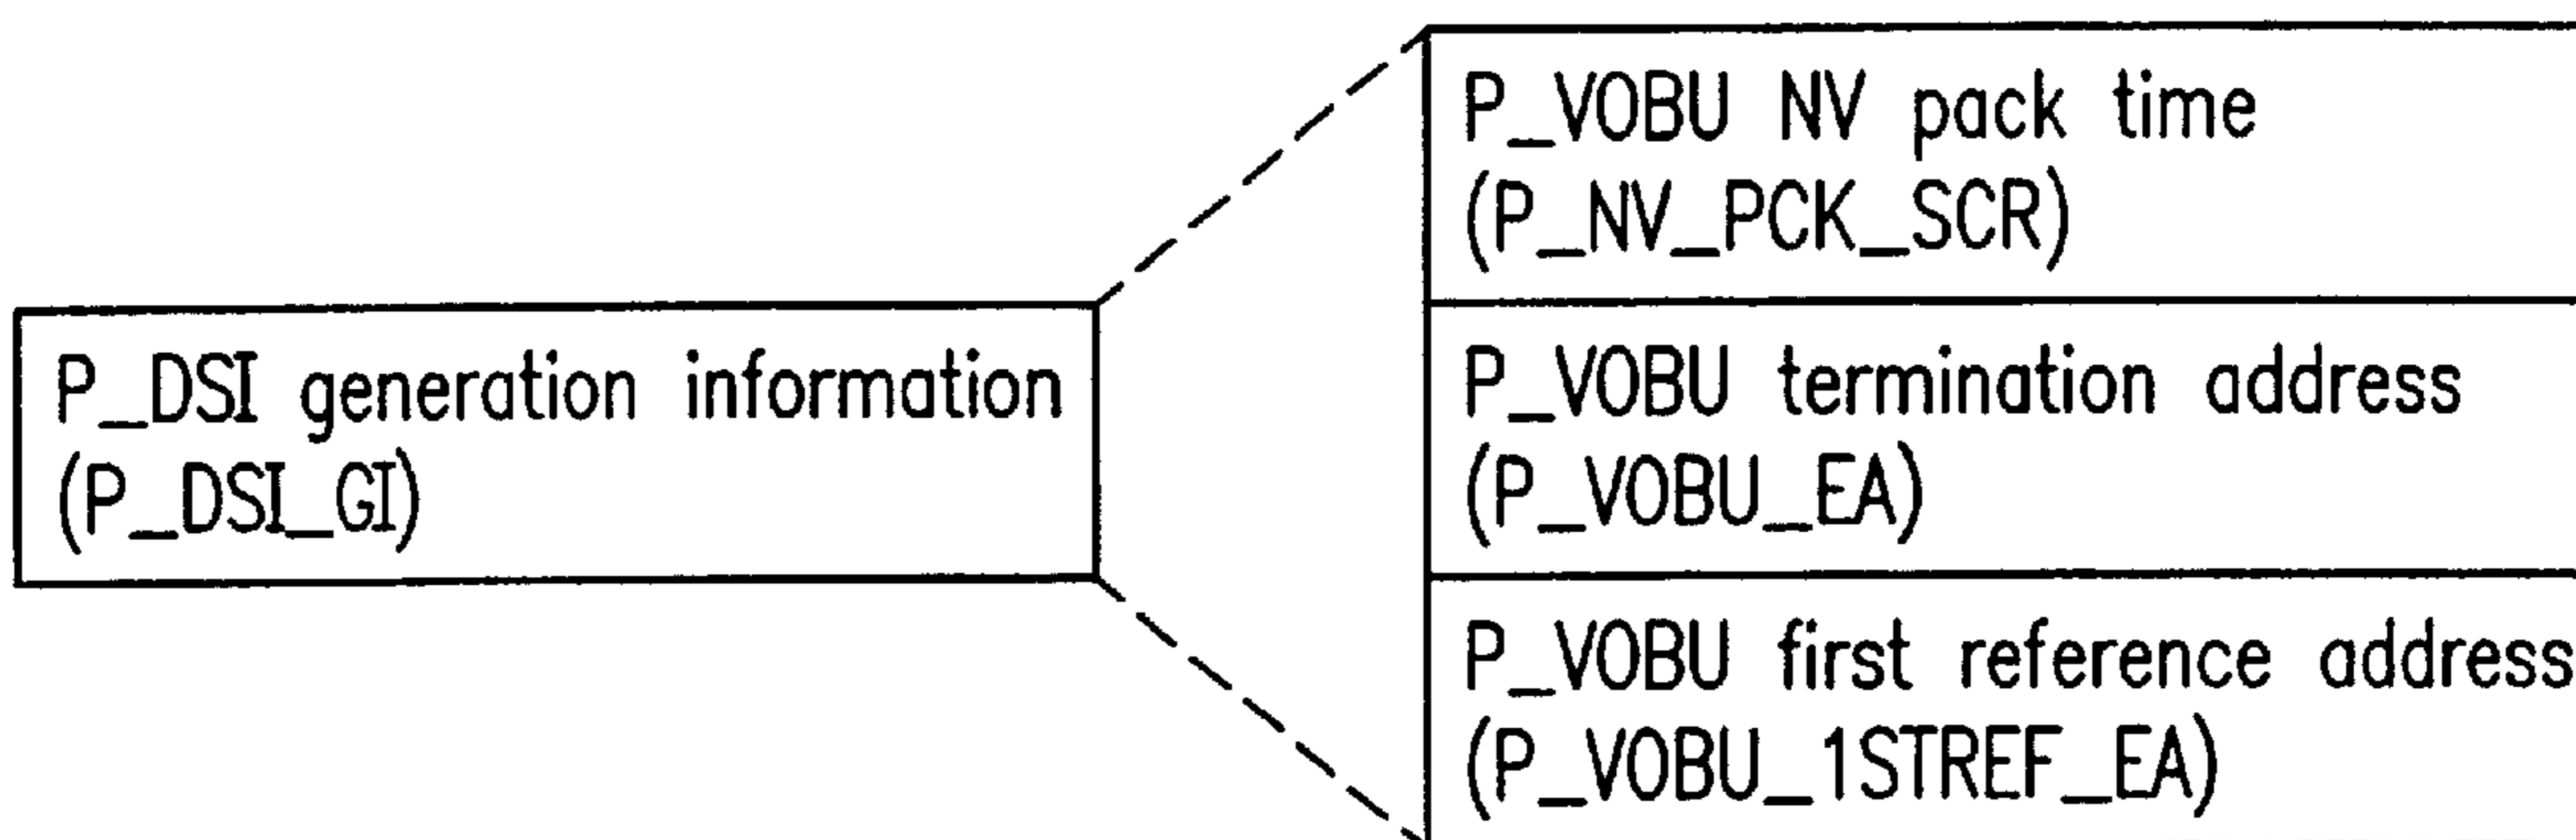 P_VOBU NV pack time
(P_NV_PCK_SCR)
P_DSI generation information
(P_DSI_GI)
P_VOBU termination address
(P_VOBU_EA)
P_VOBU first reference address
(P_VOBU_1STREF_EA)